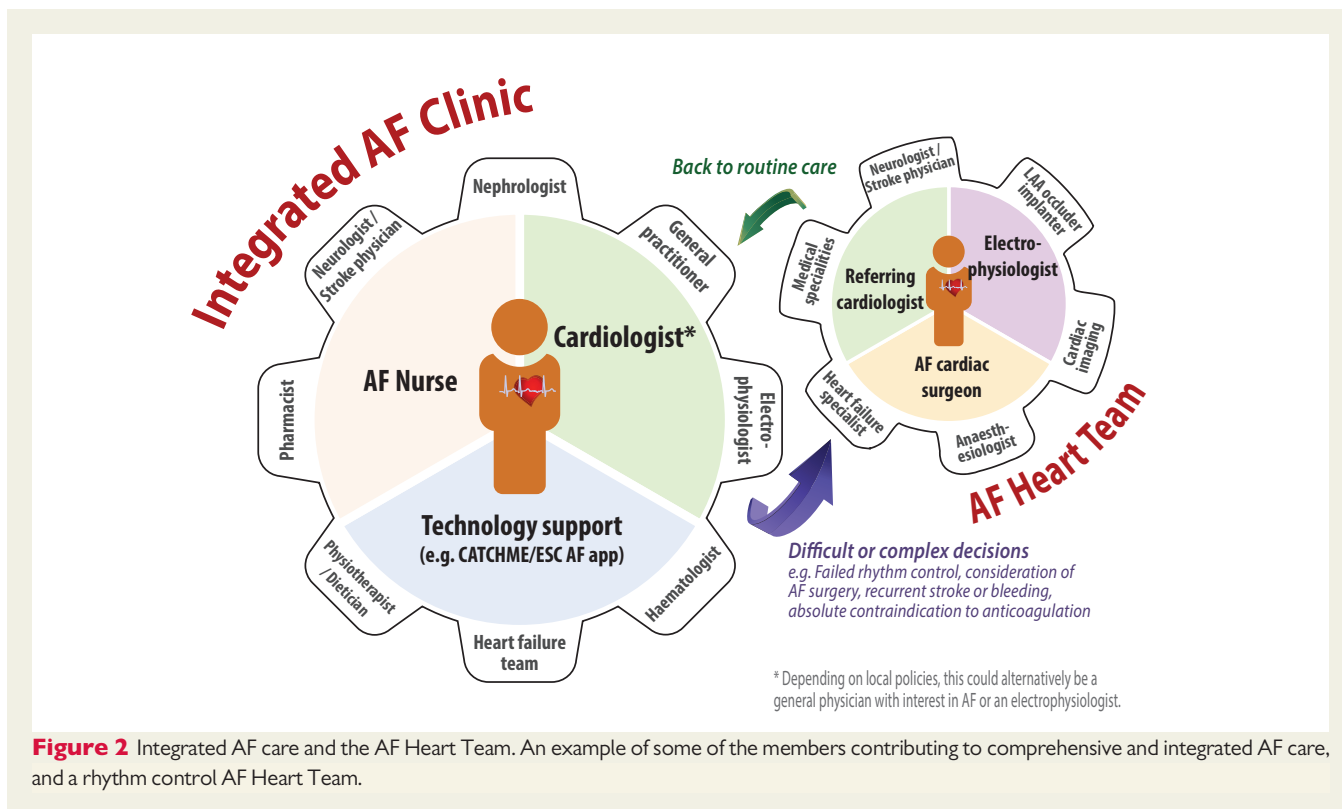 Integrated AF Clinic
Nephrologist
General
practitioner
Electro-
physiologist
Haematologist
Heart failure
team
Physiotherapist
/ Dietician
Pharmacist
Neurologist /
Stroke physician
AF Nurse
Cardiologist*
Technology support
(e.g. CATCHME/ESC AF app)
Back to routine care
Neurologist /
Stroke physician
LAA occluder
implanter
Cardiac
imaging
Anaesth-
esiologist
Heart failure
specialist
Medical
specialities
Referring
cardiologist
Electro-
physiologist
AF cardiac
surgeon
AF Heart Team
Difficult or complex decisions
e.g. Failed rhythm control, consideration of
AF surgery, recurrent stroke or bleeding,
absolute contraindication to anticoagulation
* Depending on local policies, this could alternatively be a
general physician with interest in AF or an electrophysiologist.
Figure 2 Integrated AF care and the AF Heart Team. An example of some of the members contributing to comprehensive and integrated AF care,
and a rhythm control AF Heart Team.